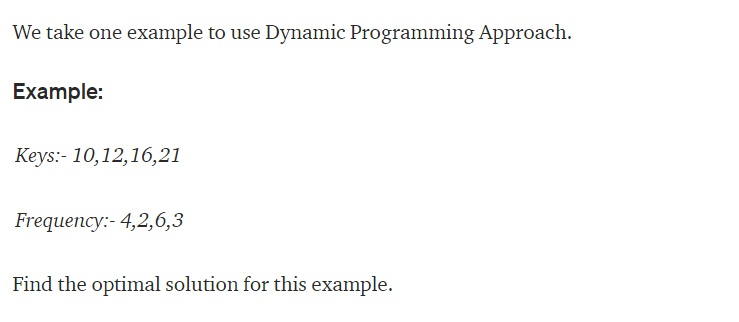 We take one example to use Dynamic Programming Approach.
Example:
Keys:- 10,12,16,21
Frequency:- 4,2,6,3
Find the optimal solution for this example.